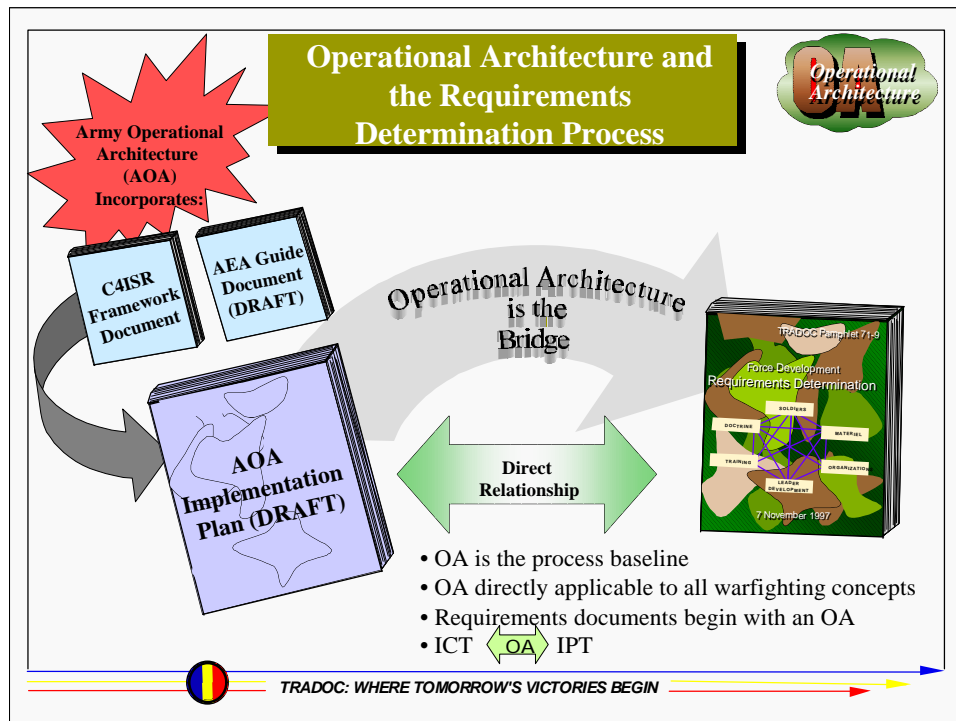 Operational Architecture and
the Requirements
Determination Process
OA
Operational
Architecture
Army Operational
Architecture
(AOA)
Incorporates:
C4ISR
Framework
Document
AEA Guide
Document
(DRAFT)
Operational Architecture
is the
Bridge
AOA
Implementation
Plan (DRAFT)
Direct
Relationship
TRADOC Pamphlet 71-9
Force Development
Requirements Determination
SOLDIERS
DOCTRINE
MATERIEL
TRAINING
ORGANIZATIONS
LEADER
DEVELOPMENT
7 November 1997
• OA is the process baseline
• OA directly applicable to all warfighting concepts
• Requirements documents begin with an OA
• ICT OA IPT
TRADOC: WHERE TOMORROW'S VICTORIES BEGIN